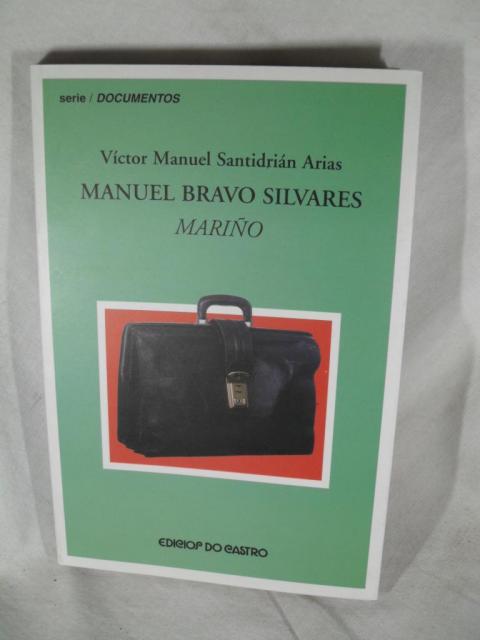 serie / DOCUMENTOS
Víctor Manuel Santidrián Arias
MANUEL BRAVO SILVARES
MARIÑO
EDICIOS DO CASTRO